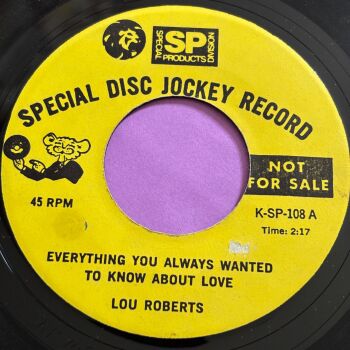 SPECIAL
SP
PRODUCTS
DIVISION
SPECIAL DISC JOCKEY RECORD
NOT
FOR SALE
45 RPM
K-SP-108 A
Time: 2:17
EVERYTHING YOU ALWAYS WANTED
TO KNOW ABOUT LOVE
LOU ROBERTS